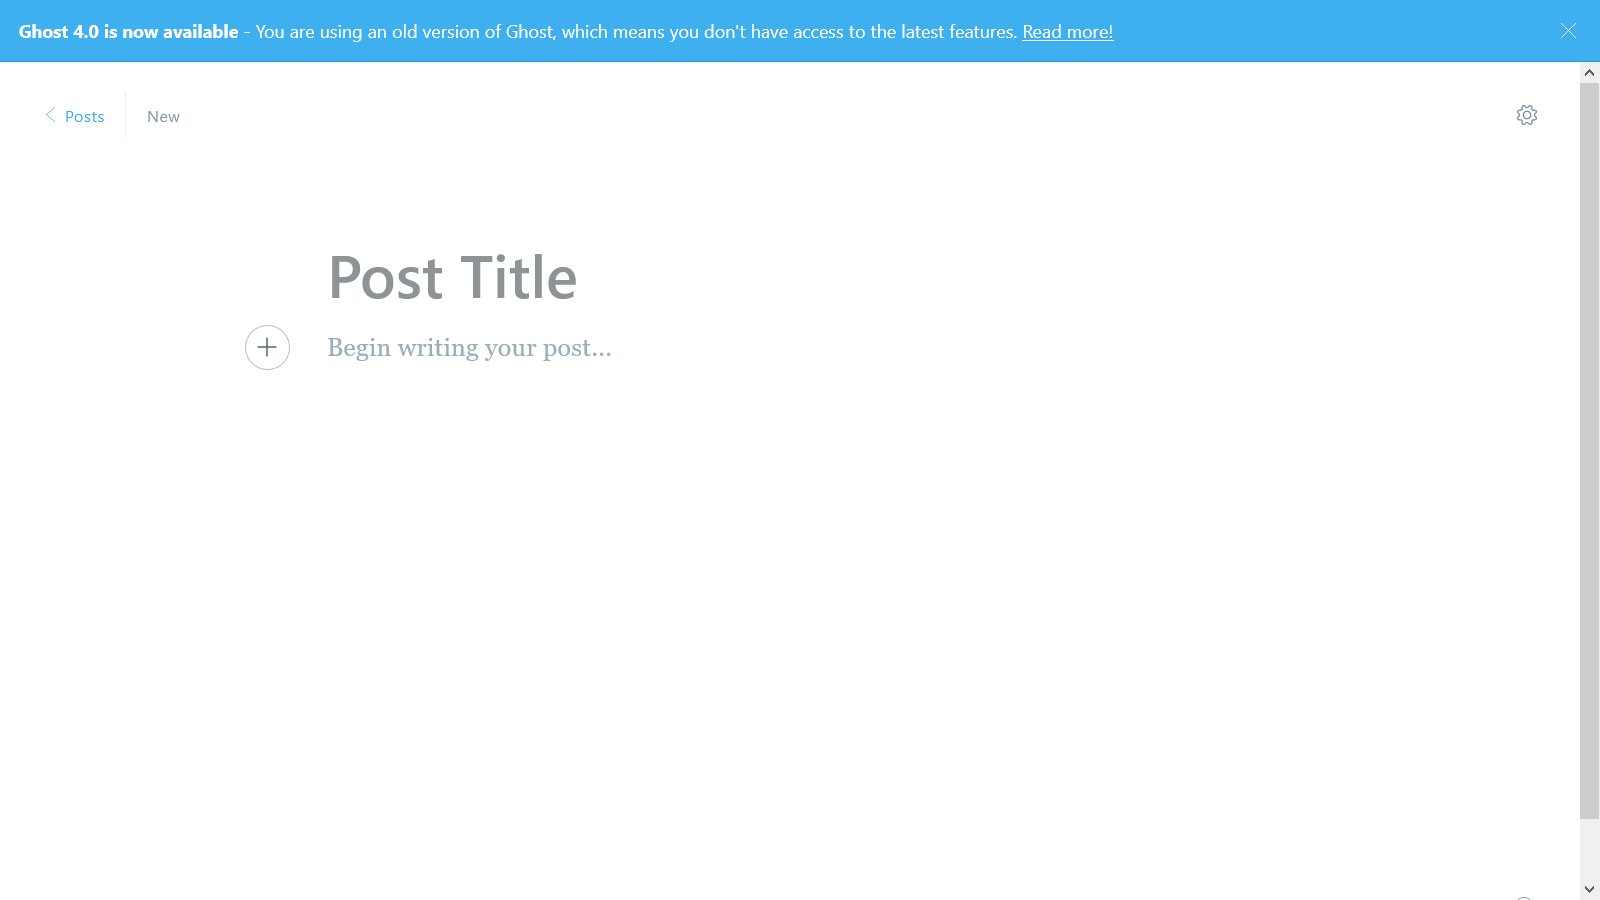 Ghost 4.0 is now available - You are using an old version of Ghost, which means you don't have access to the latest features. Read more!
Posts
New
Post Title
Begin writing your post...